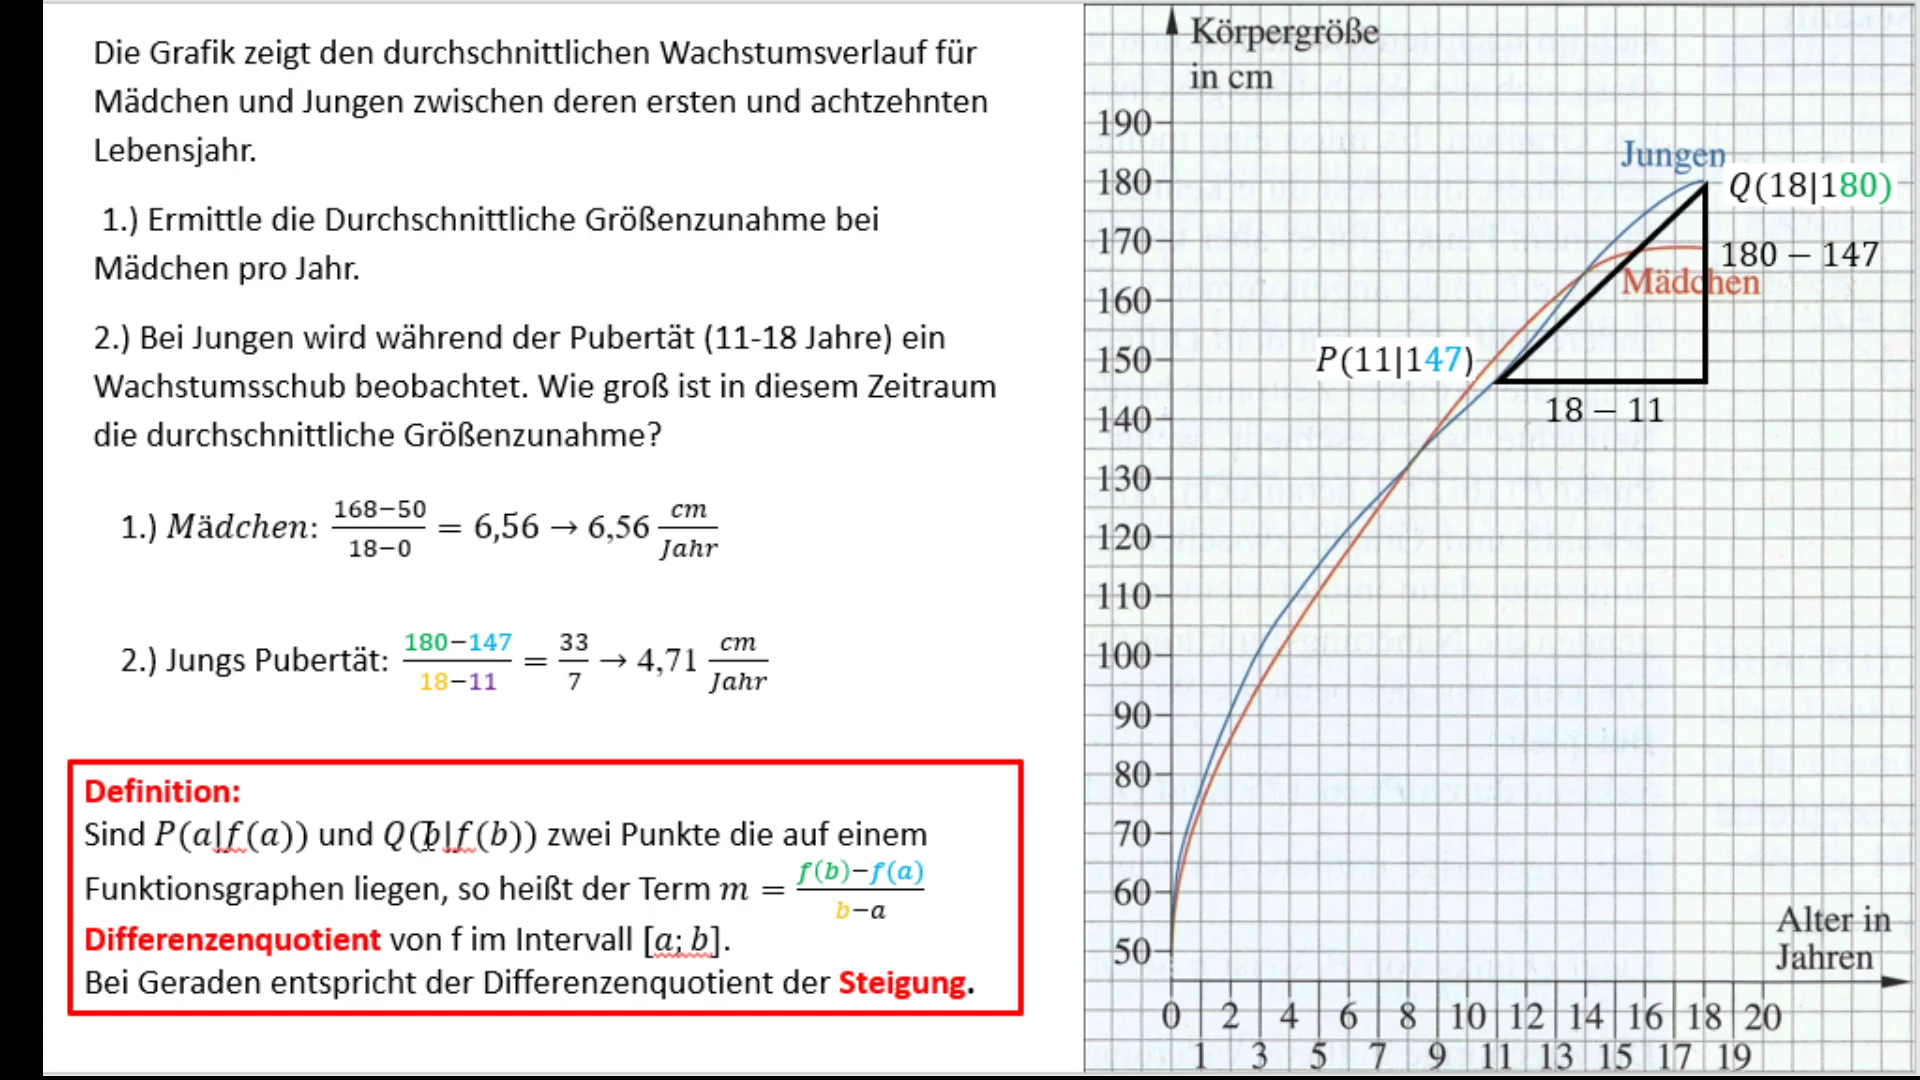 Die Grafik zeigt den durchschnittlichen Wachstumsverlauf für
Mädchen und Jungen zwischen deren ersten und achtzehnten
Lebensjahr.
1.) Ermittle die Durchschnittliche Größenzunahme bei
Mädchen pro Jahr.
2.) Bei Jungen wird während der Pubertät (11-18 Jahre) ein
Wachstumsschub beobachtet. Wie groß ist in diesem Zeitraum
die durchschnittliche Größenzunahme?
1.) Mädchen: (168−50)/(18−0) = 6,56 → 6,56 cm/Jahr
2.) Jungs Pubertät: (180−147)/(18−11) = 33/7 → 4,71 cm/Jahr
Definition:
Sind P(a|f(a)) und Q(b|f(b)) zwei Punkte die auf einem
Funktionsgraphen liegen, so heißt der Term m = (f(b)−f(a))/(b−a)
Differenzenquotient von f im Intervall [a; b].
Bei Geraden entspricht der Differenzenquotient der Steigung.
Körpergröße
in cm
190
Jungen
180
Q(18|180)
170
180 − 147
Mädchen
160
150
P(11|147)
140
18 − 11
130
120
110
100
90
80
70
60
50
Alter in
Jahren
0 2 4 6 8 10 12 14 16 18 20
1 3 5 7 9 11 13 15 17 19